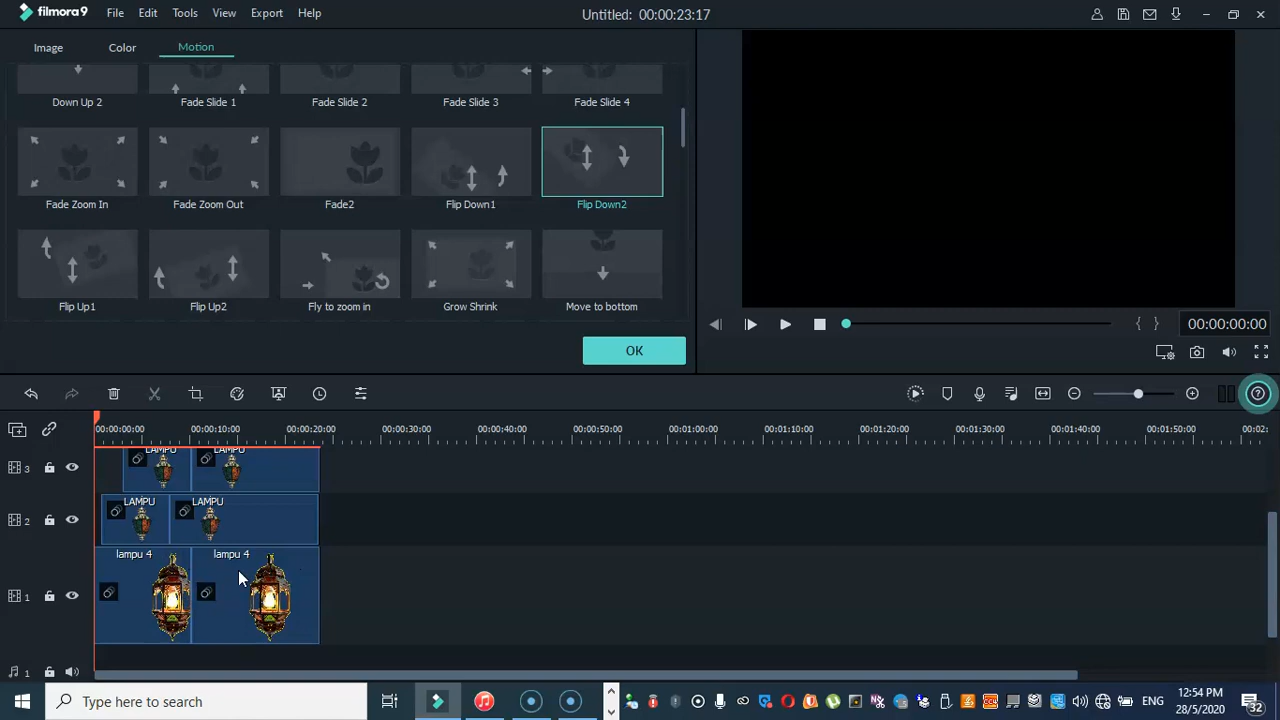 filmora9 File Edit Tools View Export Help Untitled: 00:00:23:17
Image Color Motion
Down Up 2 Fade Slide 1 Fade Slide 2 Fade Slide 3 Fade Slide 4
Fade Zoom In Fade Zoom Out Fade2 Flip Down1 Flip Down2
Flip Up1 Flip Up2 Fly to zoom in Grow Shrink Move to bottom
00:00:00:00
OK
00:00:00:00 00:00:10:00 00:00:20:00 00:00:30:00 00:00:40:00 00:00:50:00 00:01:00:00 00:01:10:00 00:01:20:00 00:01:30:00 00:01:40:00 00:01:50:00 00:02:
LAMPU LAMPU
3
LAMPU LAMPU
2
lampu 4 lampu 4
1
1
Type here to search
ENG
12:54 PM
28/5/2020
32